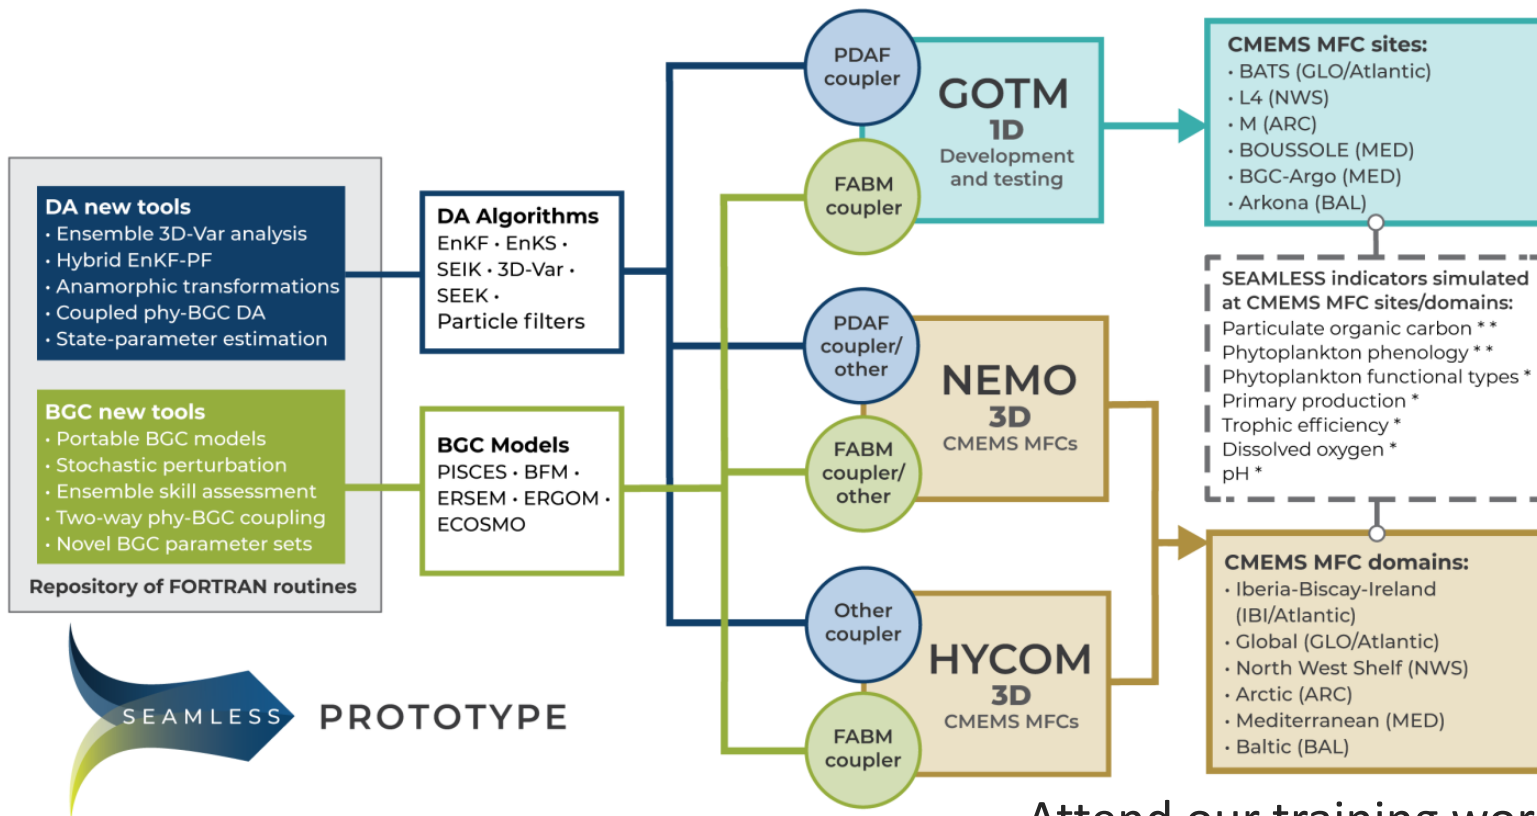 DA new tools
· Ensemble 3D-Var analysis
· Hybrid EnKF-PF
· Anamorphic transformations
· Coupled phy-BGC DA
· State-parameter estimation
BGC new tools
· Portable BGC models
· Stochastic perturbation
· Ensemble skill assessment
· Two-way phy-BGC coupling
· Novel BGC parameter sets
Repository of FORTRAN routines
SEAMLESS
PROTOTYPE
DA Algorithms
EnKF · EnKS ·
SEIK · 3D-Var ·
SEEK ·
Particle filters
BGC Models
PISCES · BFM ·
ERSEM · ERGOM ·
ECOSMO
PDAF
coupler
FABM
coupler
GOTM
1D
Development
and testing
PDAF
coupler/
other
FABM
coupler/
other
NEMO
3D
CMEMS MFCs
Other
coupler
FABM
coupler
HYCOM
3D
CMEMS MFCs
CMEMS MFC sites:
· BATS (GLO/Atlantic)
· L4 (NWS)
· M (ARC)
· BOUSSOLE (MED)
· BGC-Argo (MED)
· Arkona (BAL)
SEAMLESS indicators simulated
at CMEMS MFC sites/domains:
Particulate organic carbon * *
Phytoplankton phenology * *
Phytoplankton functional types *
Primary production *
Trophic efficiency *
Dissolved oxygen *
pH *
CMEMS MFC domains:
· Iberia-Biscay-Ireland
(IBI/Atlantic)
· Global (GLO/Atlantic)
· North West Shelf (NWS)
· Arctic (ARC)
· Mediterranean (MED)
· Baltic (BAL)
Attend our training